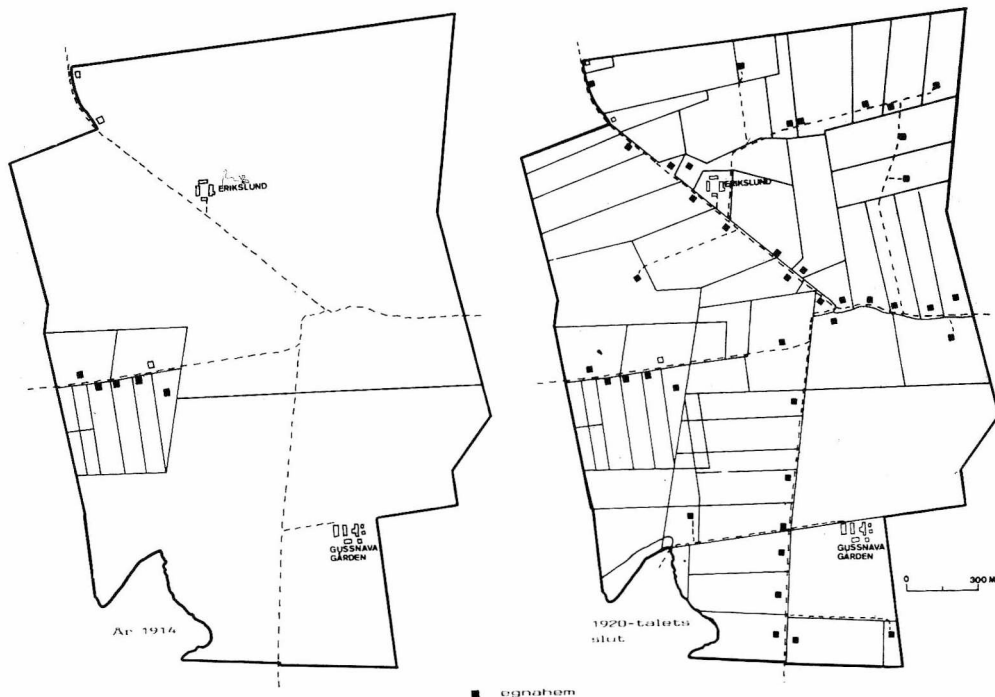 ERIKSLUND
GUSSNAVA
GÅRDEN
År 1914
ERIKSLUND
GUSSNAVA
GÅRDEN
0 300 M
1920-talets
slut
egnahem